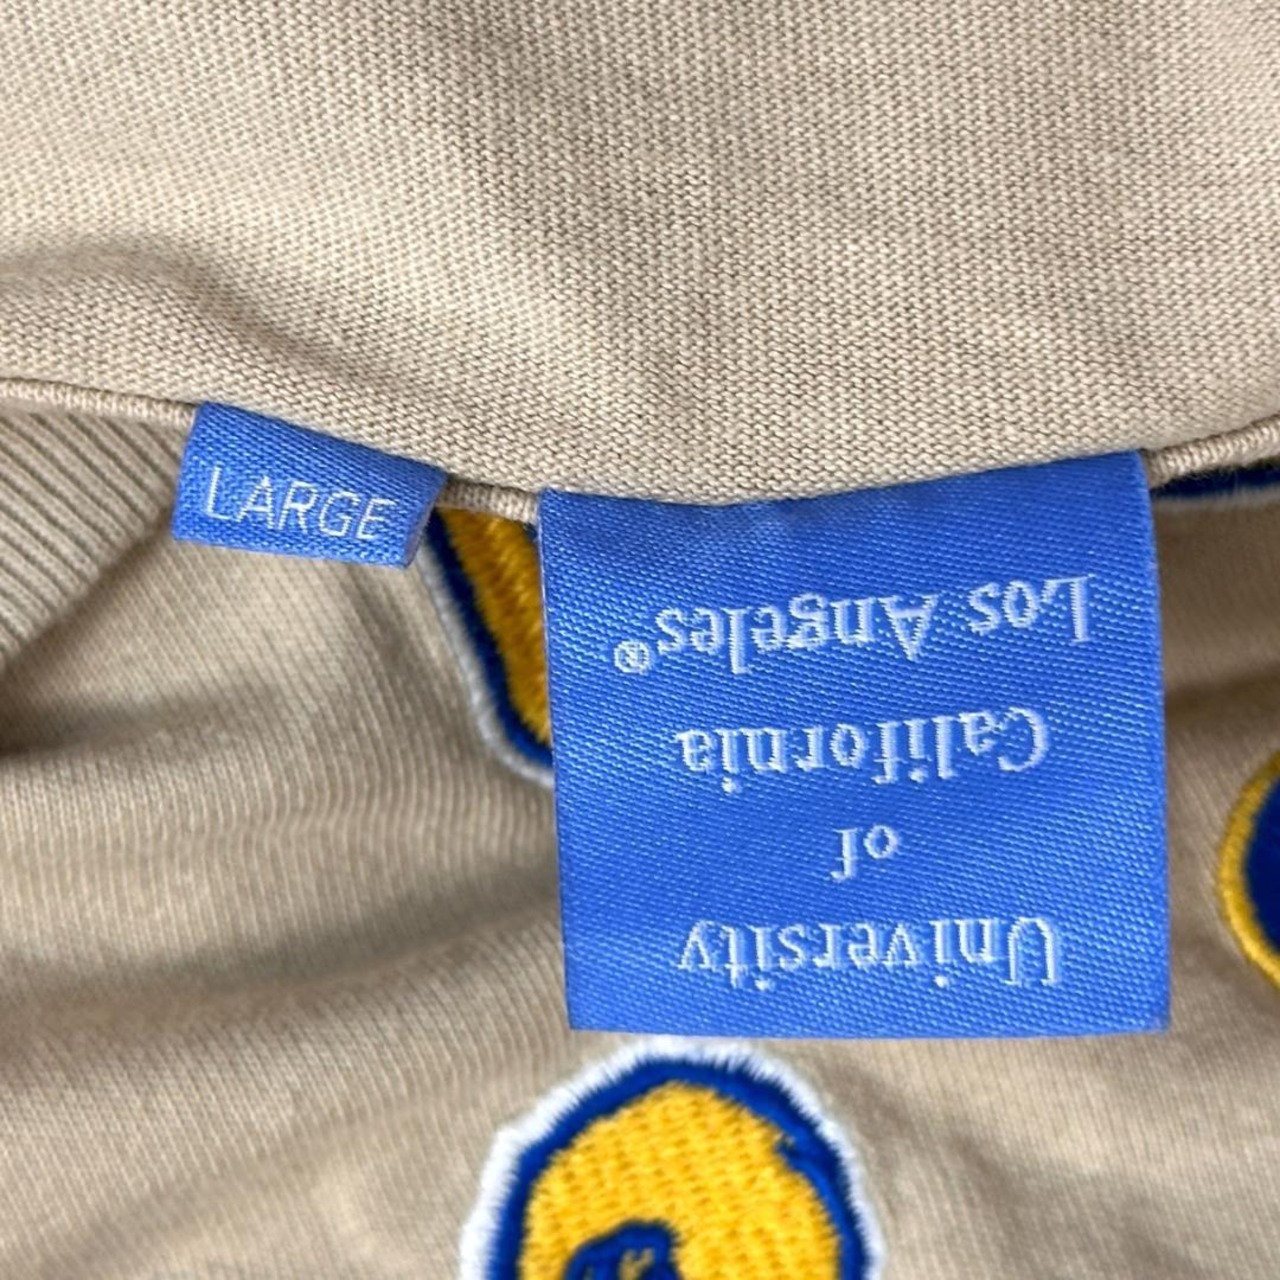 LARGE
University
of
California
Los Angeles®